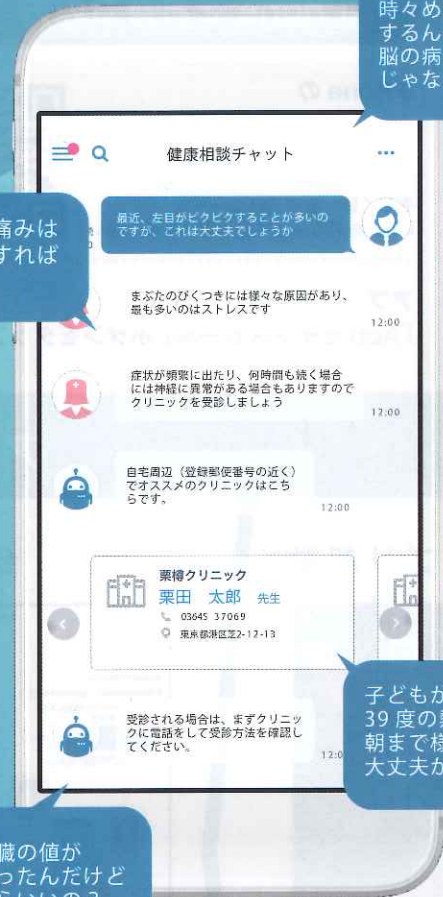 時々め
するん
脳の病
じゃな
健康相談チャット
痛みは
すれば
最近、左目がピクピクすることが多いの
ですが、これは大丈夫でしょうか
まぶたのびくつきには様々な原因があり、
最も多いのはストレスです
12:00
症状が頻繁に出たり、何時間も続く場合
には神経に異常がある場合もありますので
クリニックを受診しましょう
12:00
自宅周辺（登録郵便番号の近く）
でオススメのクリニックはこち
らです。
12:00
栗樽クリニック
栗田 太郎 先生
03645 37069
東京都港区芝2-12-13
子どもが
39 度の
朝まで様
大丈夫か
受診される場合は、まずクリニッ
クに電話をして受診方法を確認し
てください。
12:0
臓の値が
ったんだけど